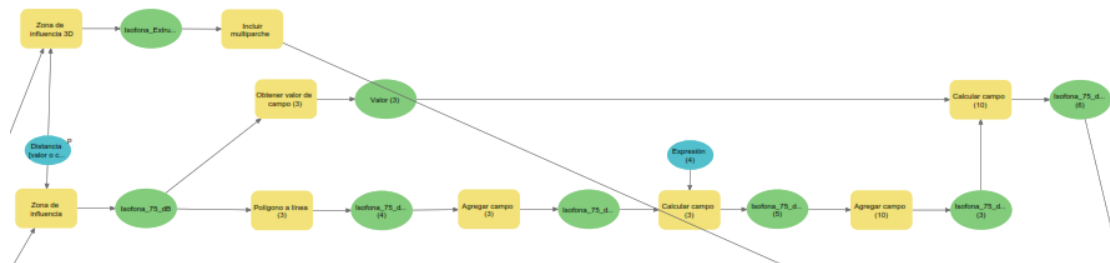 Zona de
influencia 3D
Isofona_Extru...
Incluir
multiparche
Obtener valor de
campo (3)
Valor (3)
Calcular campo
(10)
Isofona_75_d...
(6)
Distancia
[valor o c...
P
Expresión
(4)
Zona de
influencia
Isofona_75_dB
Polígono a línea
(3)
Isofona_75_d...
(4)
Agregar campo
(3)
Isofona_75_d...
Calcular campo
(3)
Isofona_75_d...
(5)
Agregar campo
(10)
Isofona_75_d...
(3)